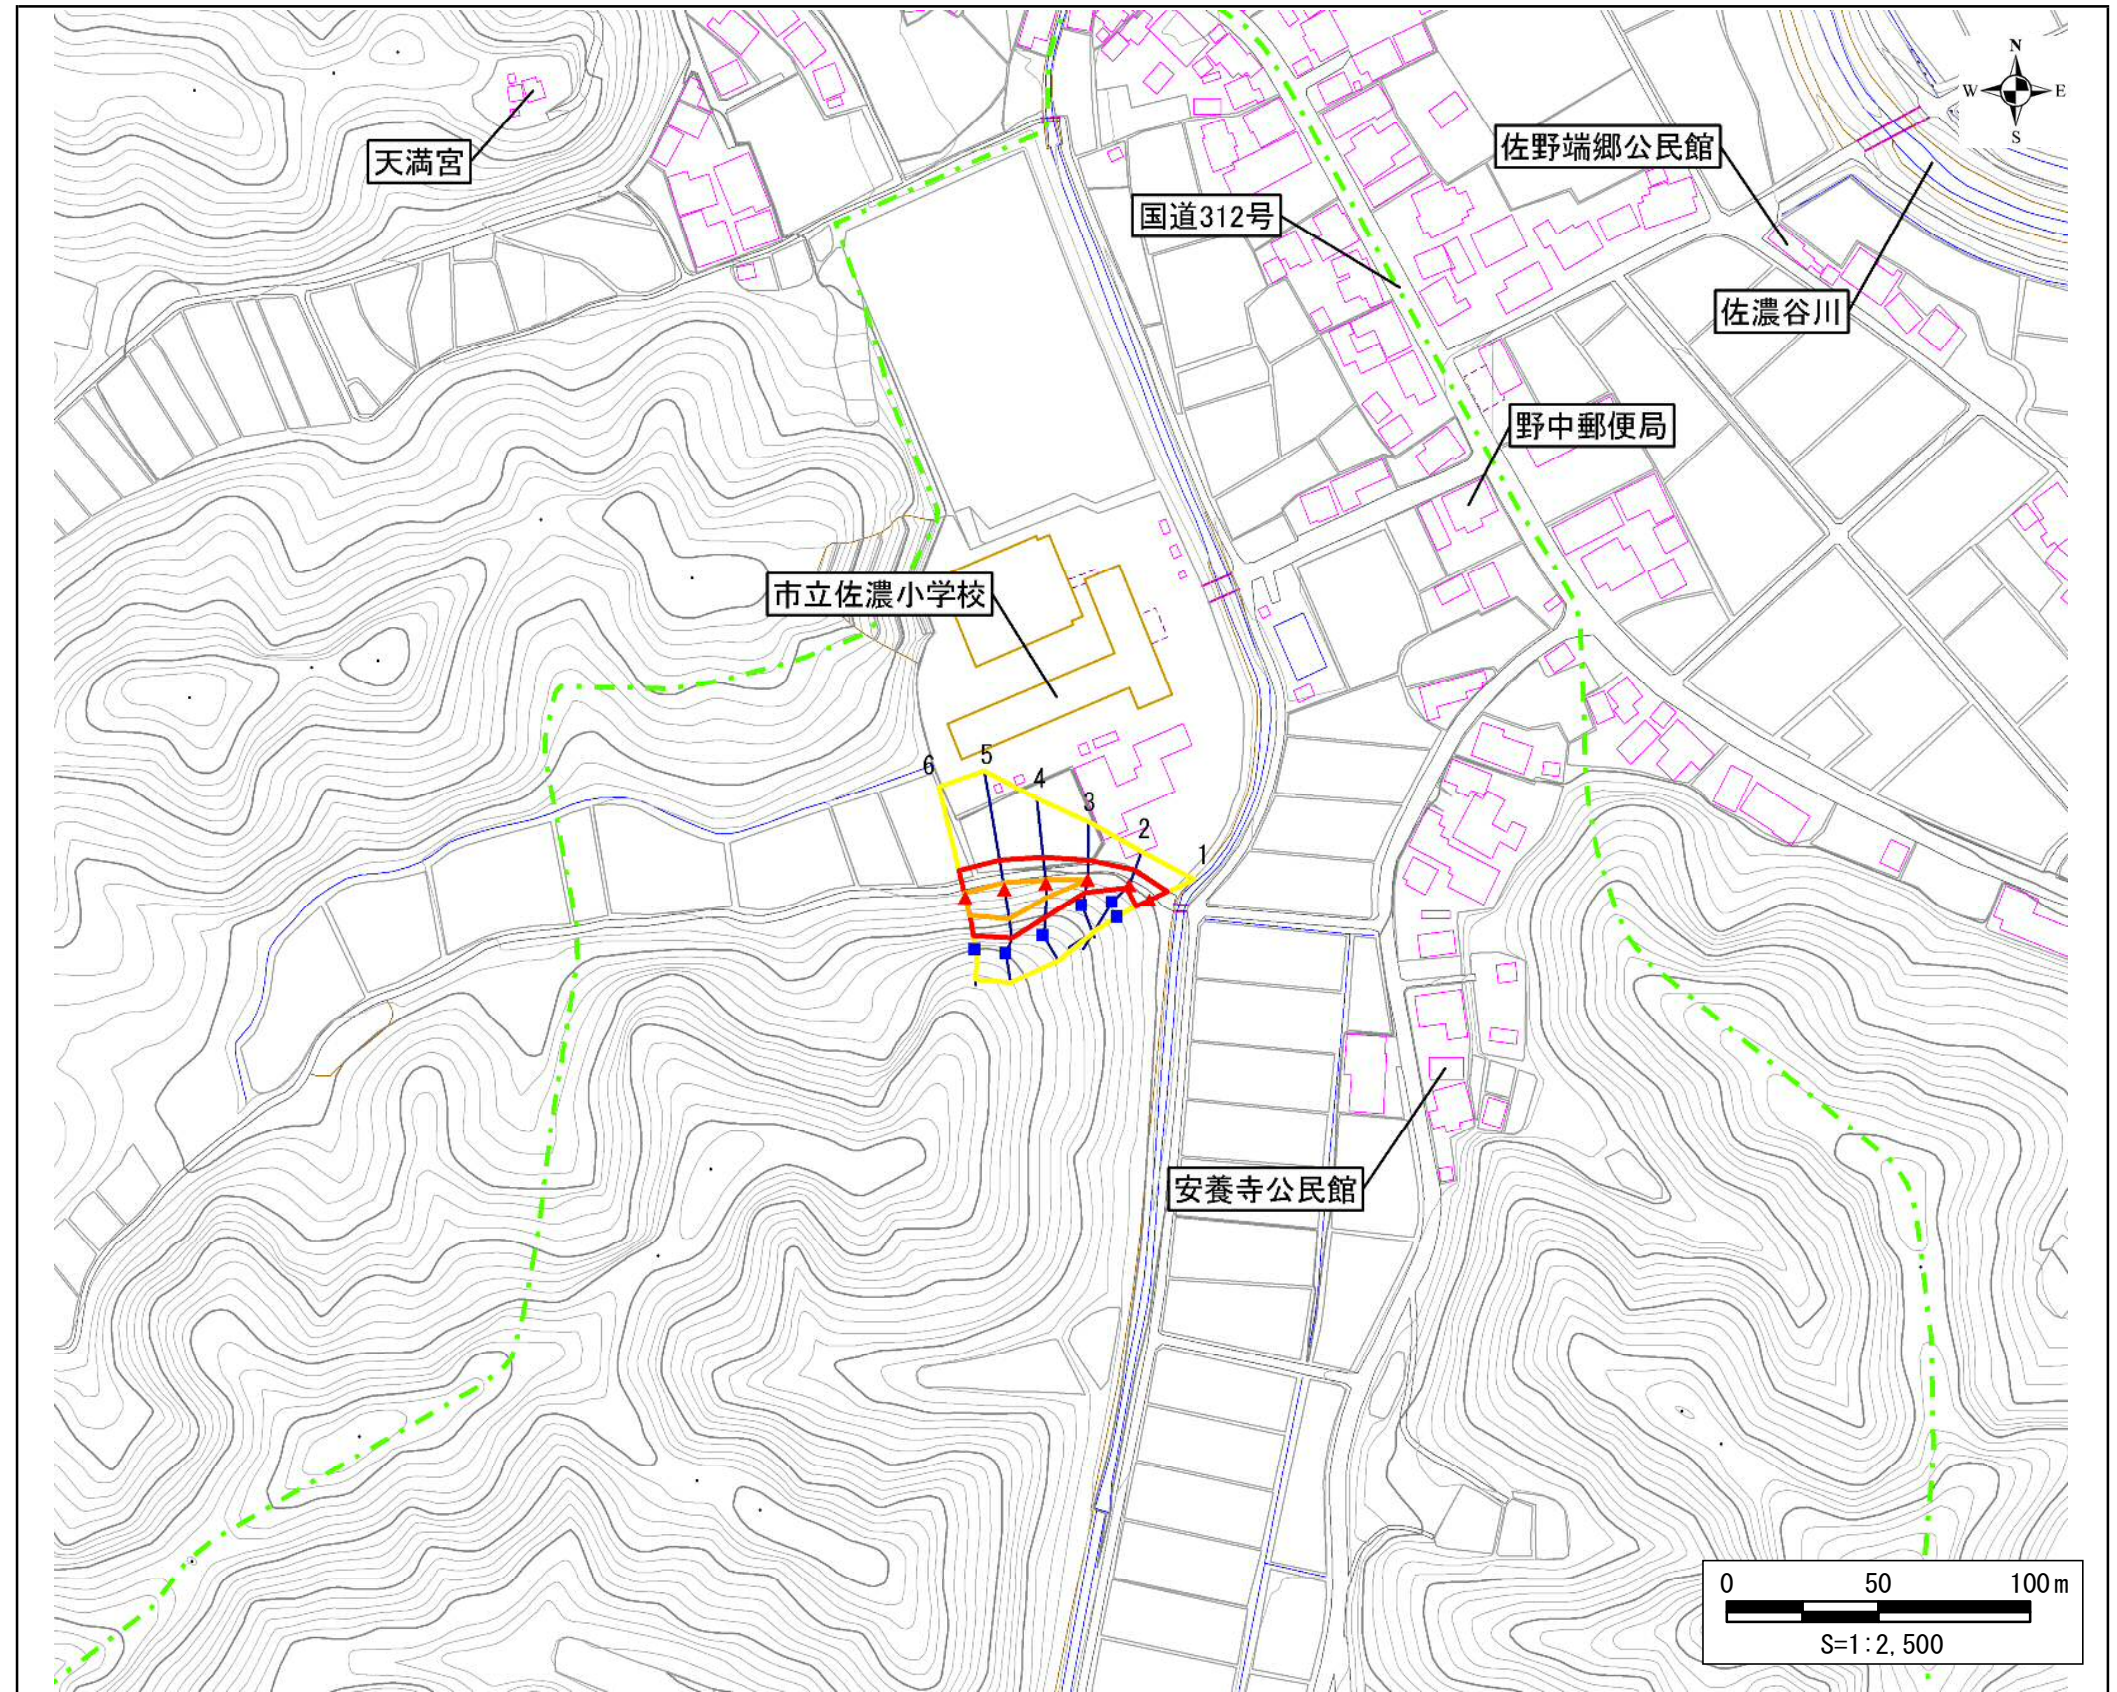 N
W E
S
天満宮
佐野端郷公民館
国道312号
佐濃谷川
野中郵便局
市立佐濃小学校
6
5
4
3
2
1
安養寺公民館
0 50 100m
S=1:2,500